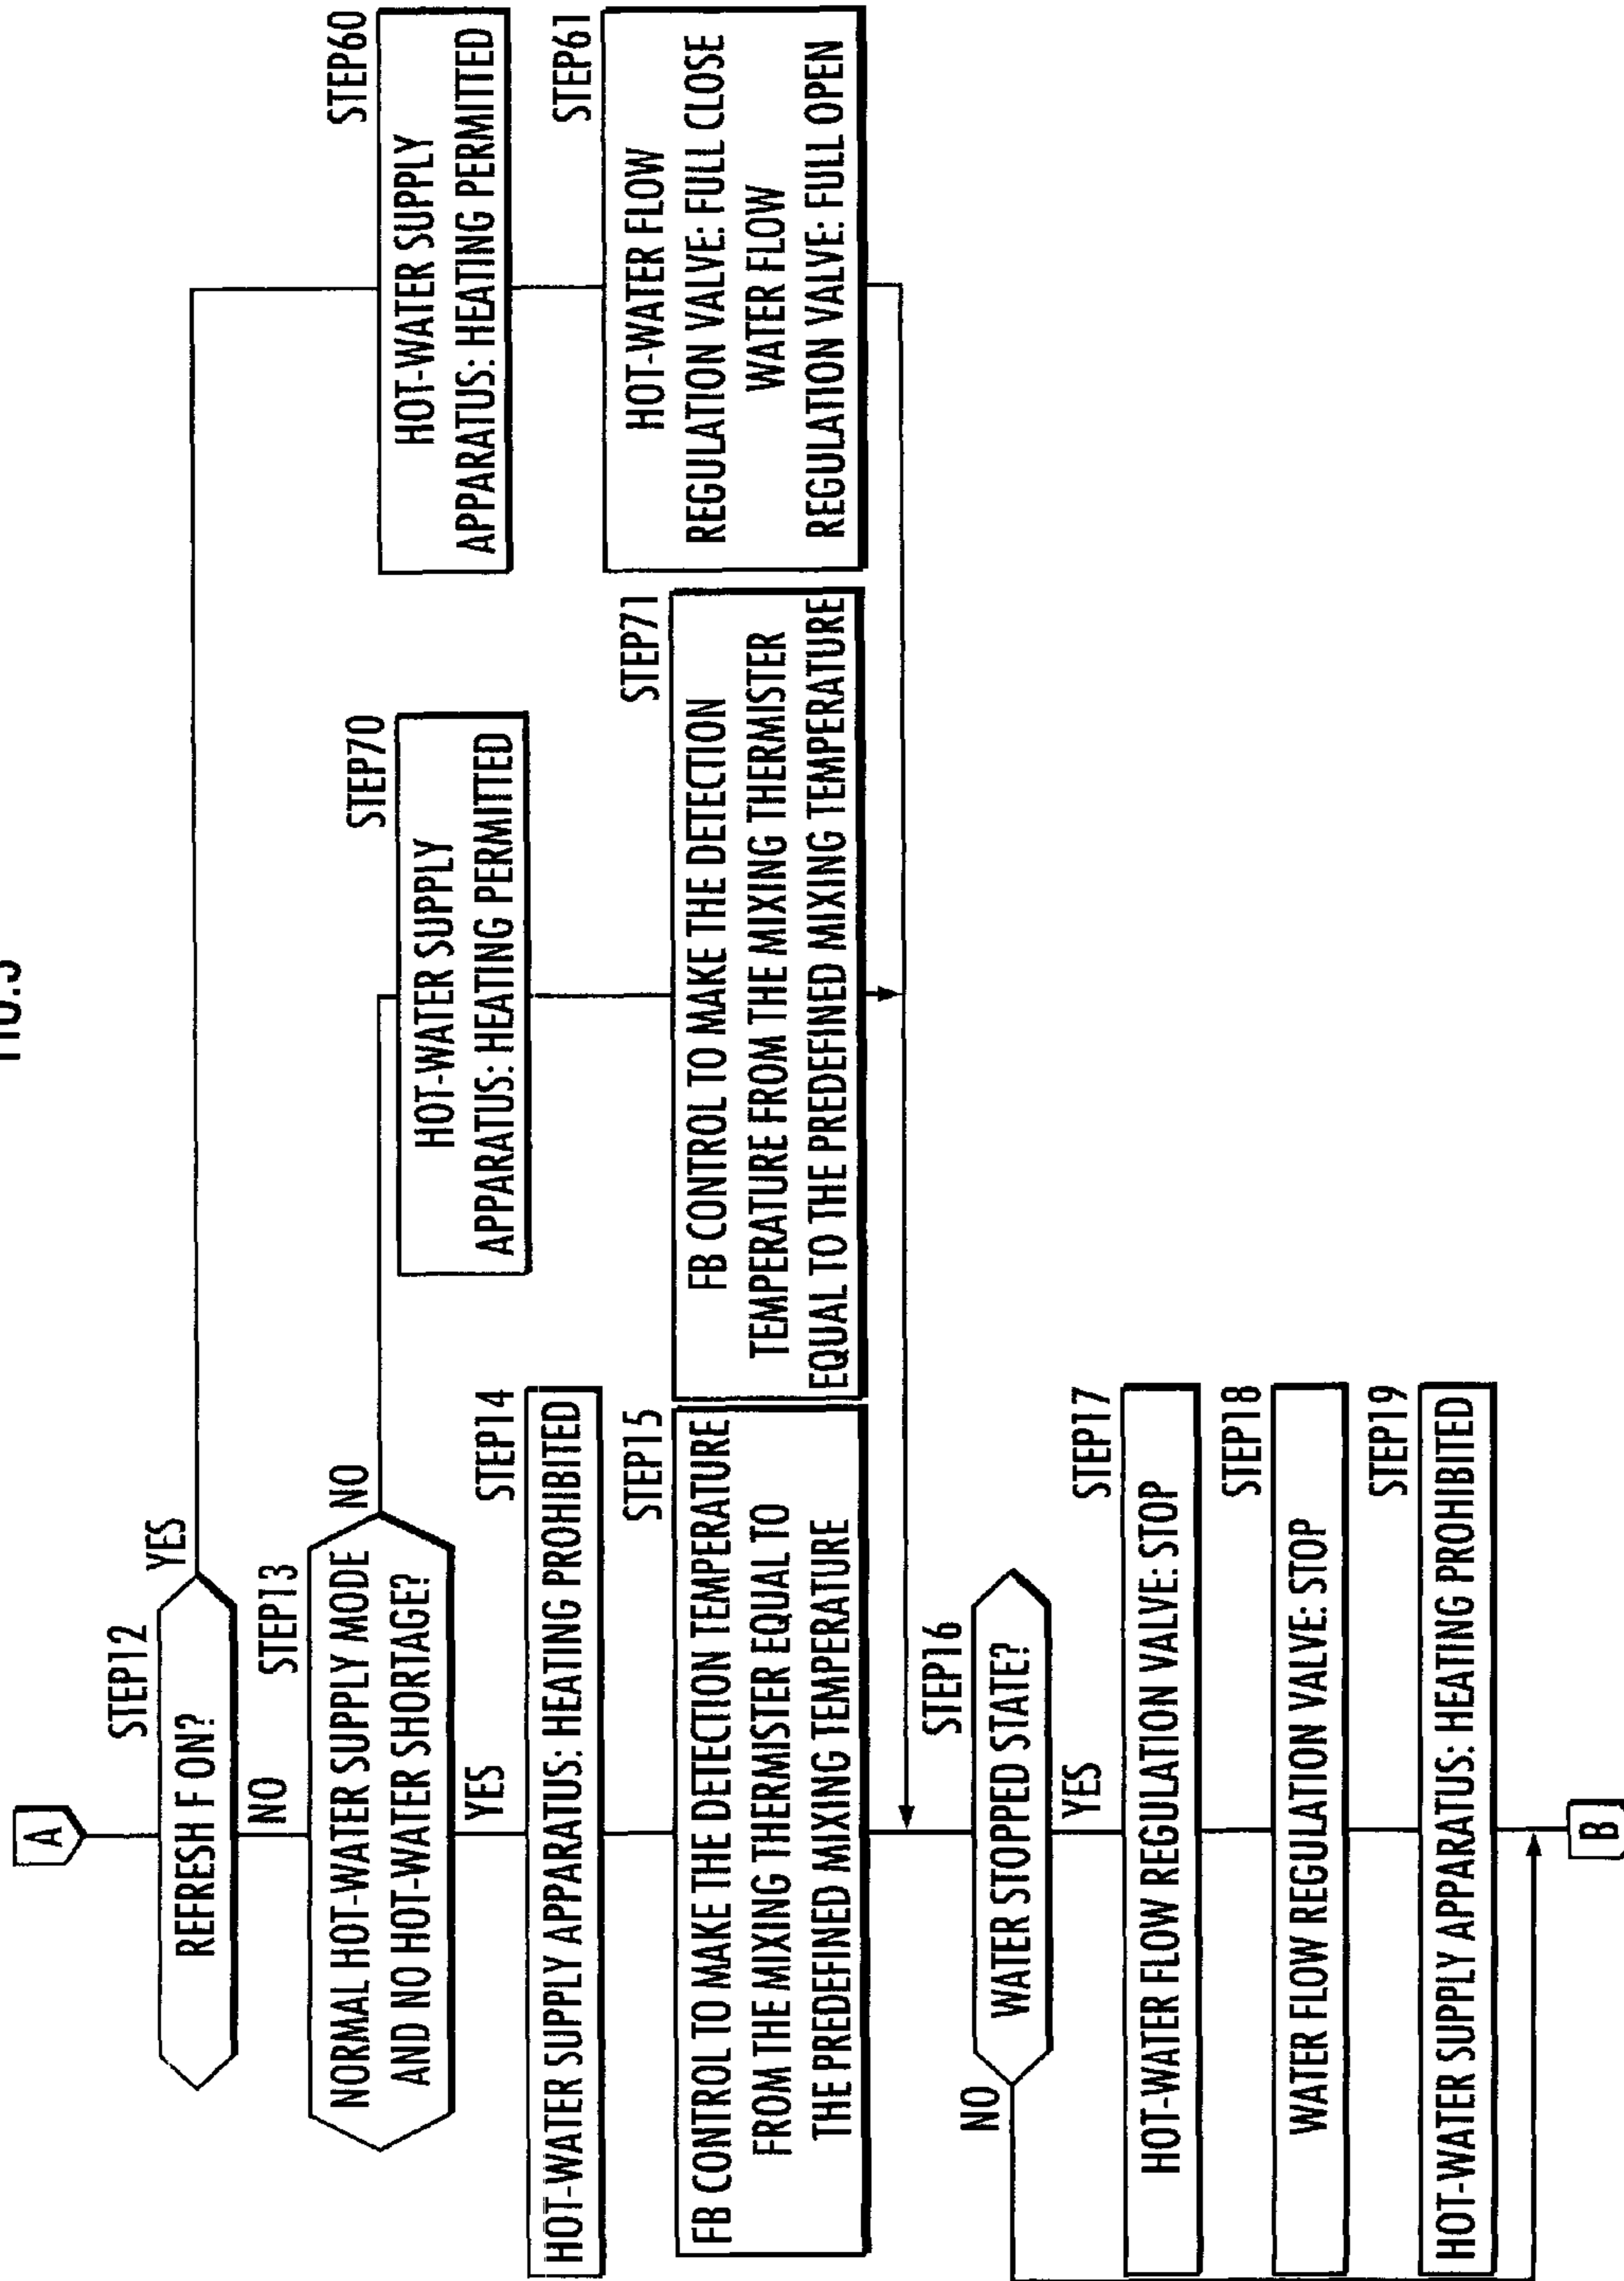 A
STEP12
REFRESH F ON?
YES
NO
STEP13
NORMAL HOT-WATER SUPPLY MODE
AND NO HOT-WATER SHORTAGE?
NO
YES
STEP14
HOT-WATER SUPPLY APPARATUS: HEATING PROHIBITED
STEP15
FB CONTROL TO MAKE THE DETECTION TEMPERATURE
FROM THE MIXING THERMISTER EQUAL TO
THE PREDEFINED MIXING TEMPERATURE
STEP70
HOT-WATER SUPPLY
APPARATUS: HEATING PERMITTED
STEP71
FB CONTROL TO MAKE THE DETECTION
TEMPERATURE FROM THE MIXING THERMISTER
EQUAL TO THE PREDEFINED MIXING TEMPERATURE
STEP60
HOT-WATER SUPPLY
APPARATUS: HEATING PERMITTED
STEP61
HOT-WATER FLOW
REGULATION VALVE: FULL CLOSE
WATER FLOW
REGULATION VALVE: FULL OPEN
STEP16
WATER STOPPED STATE?
NO
YES
STEP17
HOT-WATER FLOW REGULATION VALVE: STOP
STEP18
WATER FLOW REGULATION VALVE: STOP
STEP19
HOT-WATER SUPPLY APPARATUS: HEATING PROHIBITED
B